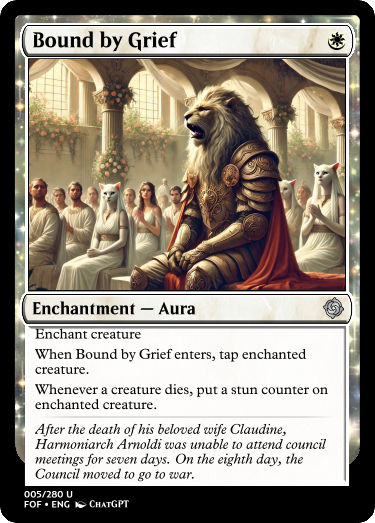 Bound by Grief
Enchantment — Aura
Enchant creature
When Bound by Grief enters, tap enchanted
creature.
Whenever a creature dies, put a stun counter on
enchanted creature.
After the death of his beloved wife Claudine,
Harmoniarch Arnoldi was unable to attend council
meetings for seven days. On the eighth day, the
Council moved to go to war.
005/280 U
FOF • ENG ChatGPT